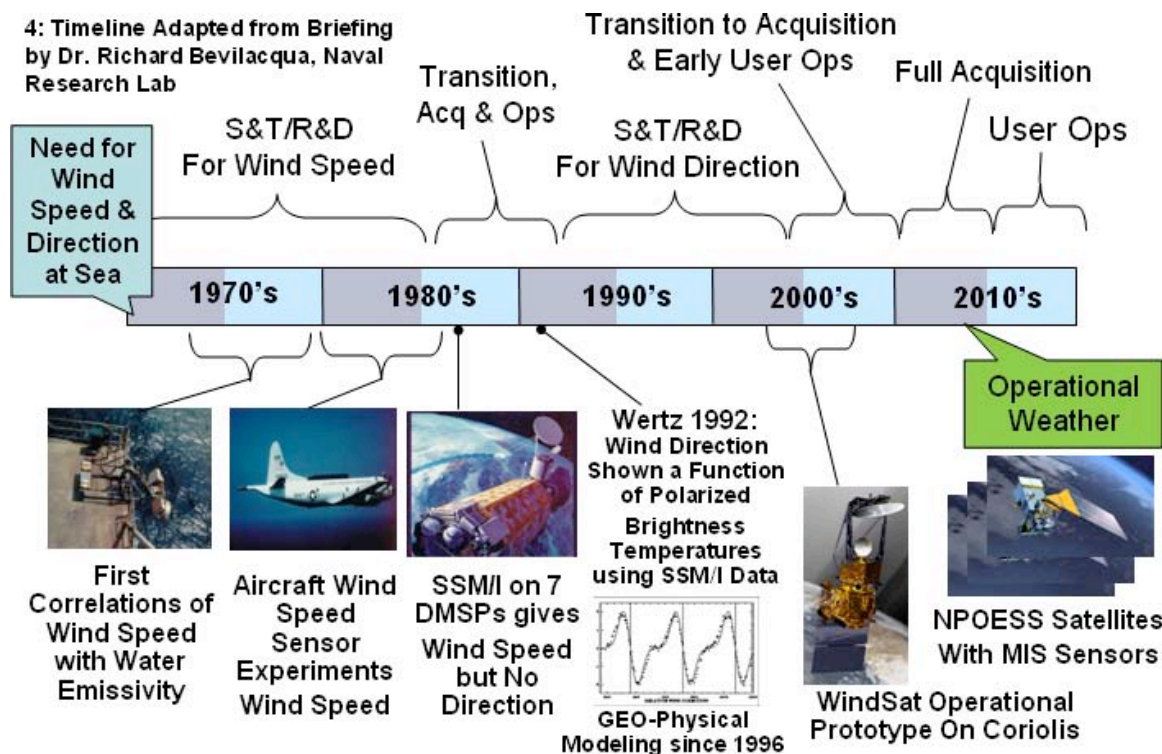 4: Timeline Adapted from Briefing
by Dr. Richard Bevilacqua, Naval
Research Lab
Need for
Wind
Speed &
Direction
at Sea
S&T/R&D
For Wind Speed
Transition,
Acq & Ops
S&T/R&D
For Wind Direction
Transition to Acquisition
& Early User Ops
Full Acquisition
User Ops
1970's
1980's
1990's
2000's
2010's
First
Correlations of
Wind Speed
with Water
Emissivity
Aircraft Wind
Speed
Sensor
Experiments
Wind Speed
SSM/I on 7
DMSPs gives
Wind Speed
but No
Direction
Wertz 1992:
Wind Direction
Shown a Function
of Polarized
Brightness
Temperatures
using SSM/I Data
GEO-Physical
Modeling since 1996
WindSat Operational
Prototype On Coriolis
Operational
Weather
NPOESS Satellites
With MIS Sensors